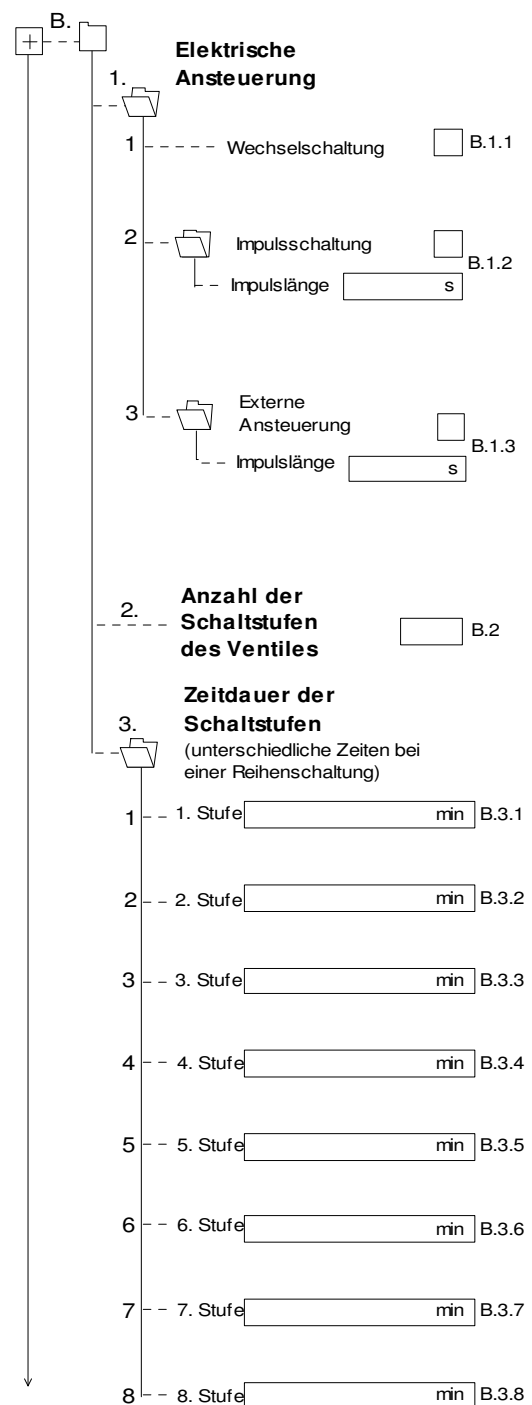 B.
1. Elektrische
Ansteuerung
1 Wechselschaltung B.1.1
2 Impulsschaltung
B.1.2
Impulslänge s
3 Externe
Ansteuerung
B.1.3
Impulslänge s
2. Anzahl der
Schaltstufen
des Ventiles B.2
Zeitdauer der
3. Schaltstufen
(unterschiedliche Zeiten bei
einer Reihenschaltung)
1 1. Stufe min B.3.1
2 2. Stufe min B.3.2
3 3. Stufe min B.3.3
4 4. Stufe min B.3.4
5 5. Stufe min B.3.5
6 6. Stufe min B.3.6
7 7. Stufe min B.3.7
8 8. Stufe min B.3.8